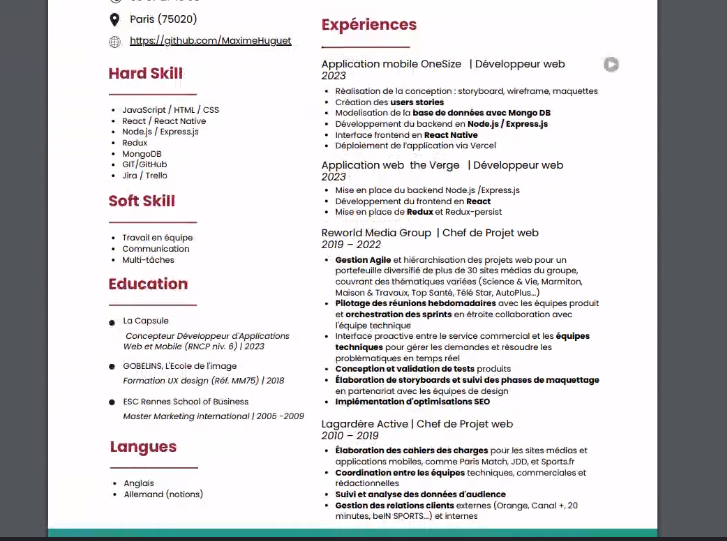 Paris (75020)
https://github.com/MaximeHuguet
Hard Skill
JavaScript / HTML / CSS
React / React Native
Node.js / Express.js
Redux
MongoDB
GIT/GitHub
Jira / Trello
Soft Skill
Travail en équipe
Communication
Multi-tâches
Education
La Capsule
Concepteur Développeur d'Applications
Web et Mobile (RNCP niv. 6) | 2023
GOBELINS, L'Ecole de l'image
Formation UX design (Réf. MM75) | 2018
ESC Rennes School of Business
Master Marketing international | 2005 -2009
Langues
Anglais
Allemand (notions)
Expériences
Application mobile OneSize | Développeur web
2023
Réalisation de la conception : storyboard, wireframe, maquettes
Création des users stories
Modelisation de la base de données avec Mongo DB
Développement du backend en Node.js / Express.js
Interface frontend en React Native
Déploiement de l'application via Vercel
Application web the Verge | Développeur web
2023
Mise en place du backend Node.js /Express.js
Développement du frontend en React
Mise en place de Redux et Redux-persist
Reworld Media Group | Chef de Projet web
2019 – 2022
Gestion Agile et hiérarchisation des projets web pour un
portefeuille diversifié de plus de 30 sites médias du groupe,
couvrant des thématiques variées (Science & Vie, Marmiton,
Maison & Travaux, Top Santé, Télé Star, AutoPlus...)
Pilotage des réunions hebdomadaires avec les équipes produit
et orchestration des sprints en étroite collaboration avec
l'équipe technique
Interface proactive entre le service commercial et les équipes
techniques pour gérer les demandes et résoudre les
problématiques en temps réel
Conception et validation de tests produits
Élaboration de storyboards et suivi des phases de maquettage
en partenariat avec les équipes de design
Implémentation d'optimisations SEO
Lagardère Active | Chef de Projet web
2010 – 2019
Élaboration des cahiers des charges pour les sites médias et
applications mobiles, comme Paris Match, JDD, et Sports.fr
Coordination entre les équipes techniques, commerciales et
rédactionnelles
Suivi et analyse des données d'audience
Gestion des relations clients externes (Orange, Canal +, 20
minutes, beIN SPORTS...) et internes